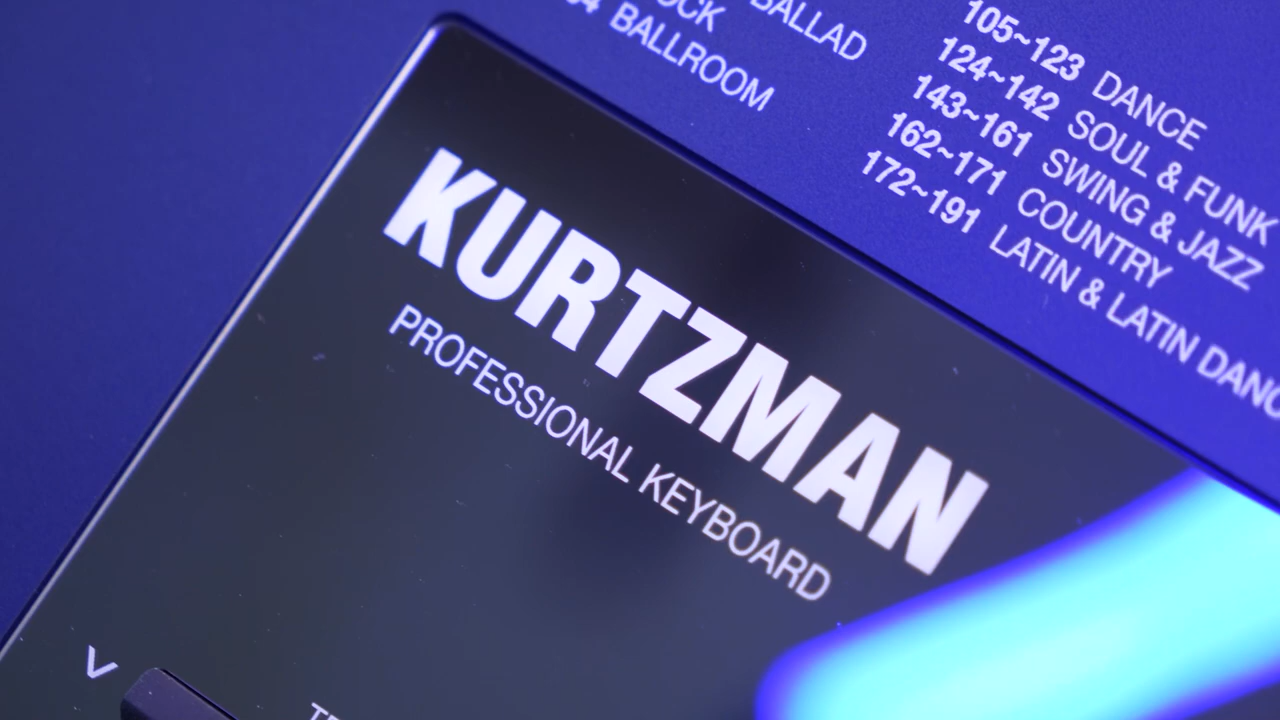 BALLAD
BALLROOM
105~123 DANCE
124~142 SOUL & FUNK
143~161 SWING & JAZZ
162~171 COUNTRY
172~191 LATIN & LATIN
KURTZMAN
PROFESSIONAL KEYBOARD